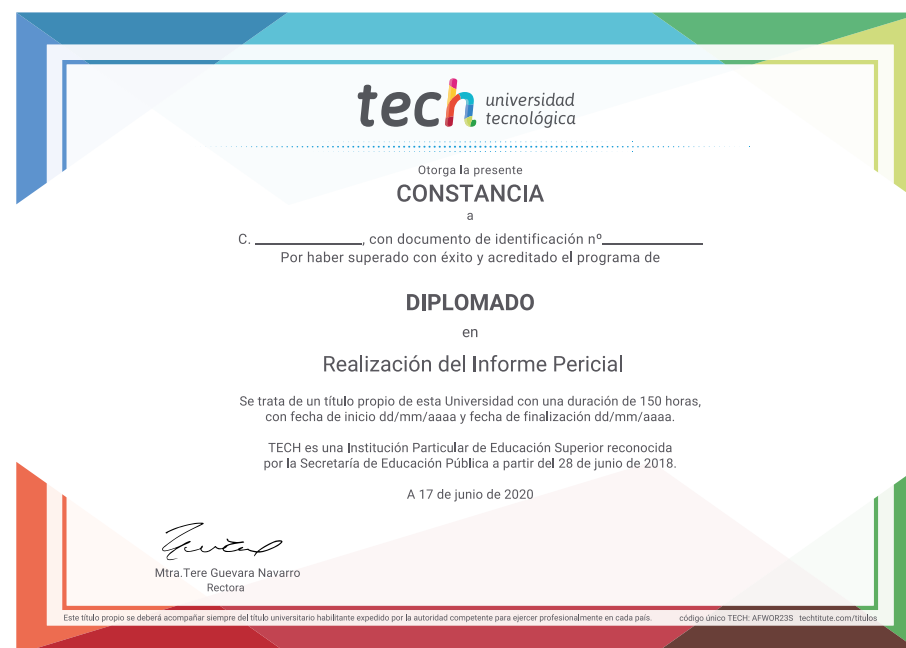 tech universidad
tecnológica
Otorga la presente
CONSTANCIA
a
C. ____________, con documento de identificación nº____________
Por haber superado con éxito y acreditado el programa de
DIPLOMADO
en
Realización del Informe Pericial
Se trata de un título propio de esta Universidad con una duración de 150 horas,
con fecha de inicio dd/mm/aaaa y fecha de finalización dd/mm/aaaa.
TECH es una Institución Particular de Educación Superior reconocida
por la Secretaría de Educación Pública a partir del 28 de junio de 2018.
A 17 de junio de 2020
Mtra.Tere Guevara Navarro
Rectora
Este título propio se deberá acompañar siempre del título universitario habilitante expedido por la autoridad competente para ejercer profesionalmente en cada país. código único TECH: AFWOR23S techtitute.com/titulos